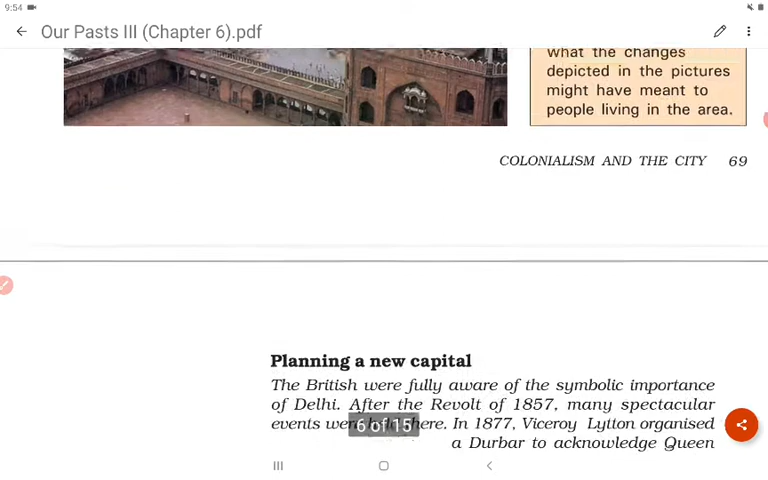 9:54
Our Pasts III (Chapter 6).pdf
what the changes
depicted in the pictures
might have meant to
people living in the area.
COLONIALISM AND THE CITY 69
Planning a new capital
The British were fully aware of the symbolic importance
of Delhi. After the Revolt of 1857, many spectacular
events were held here. In 1877, Viceroy Lytton organised
6 of 15
a Durbar to acknowledge Queen